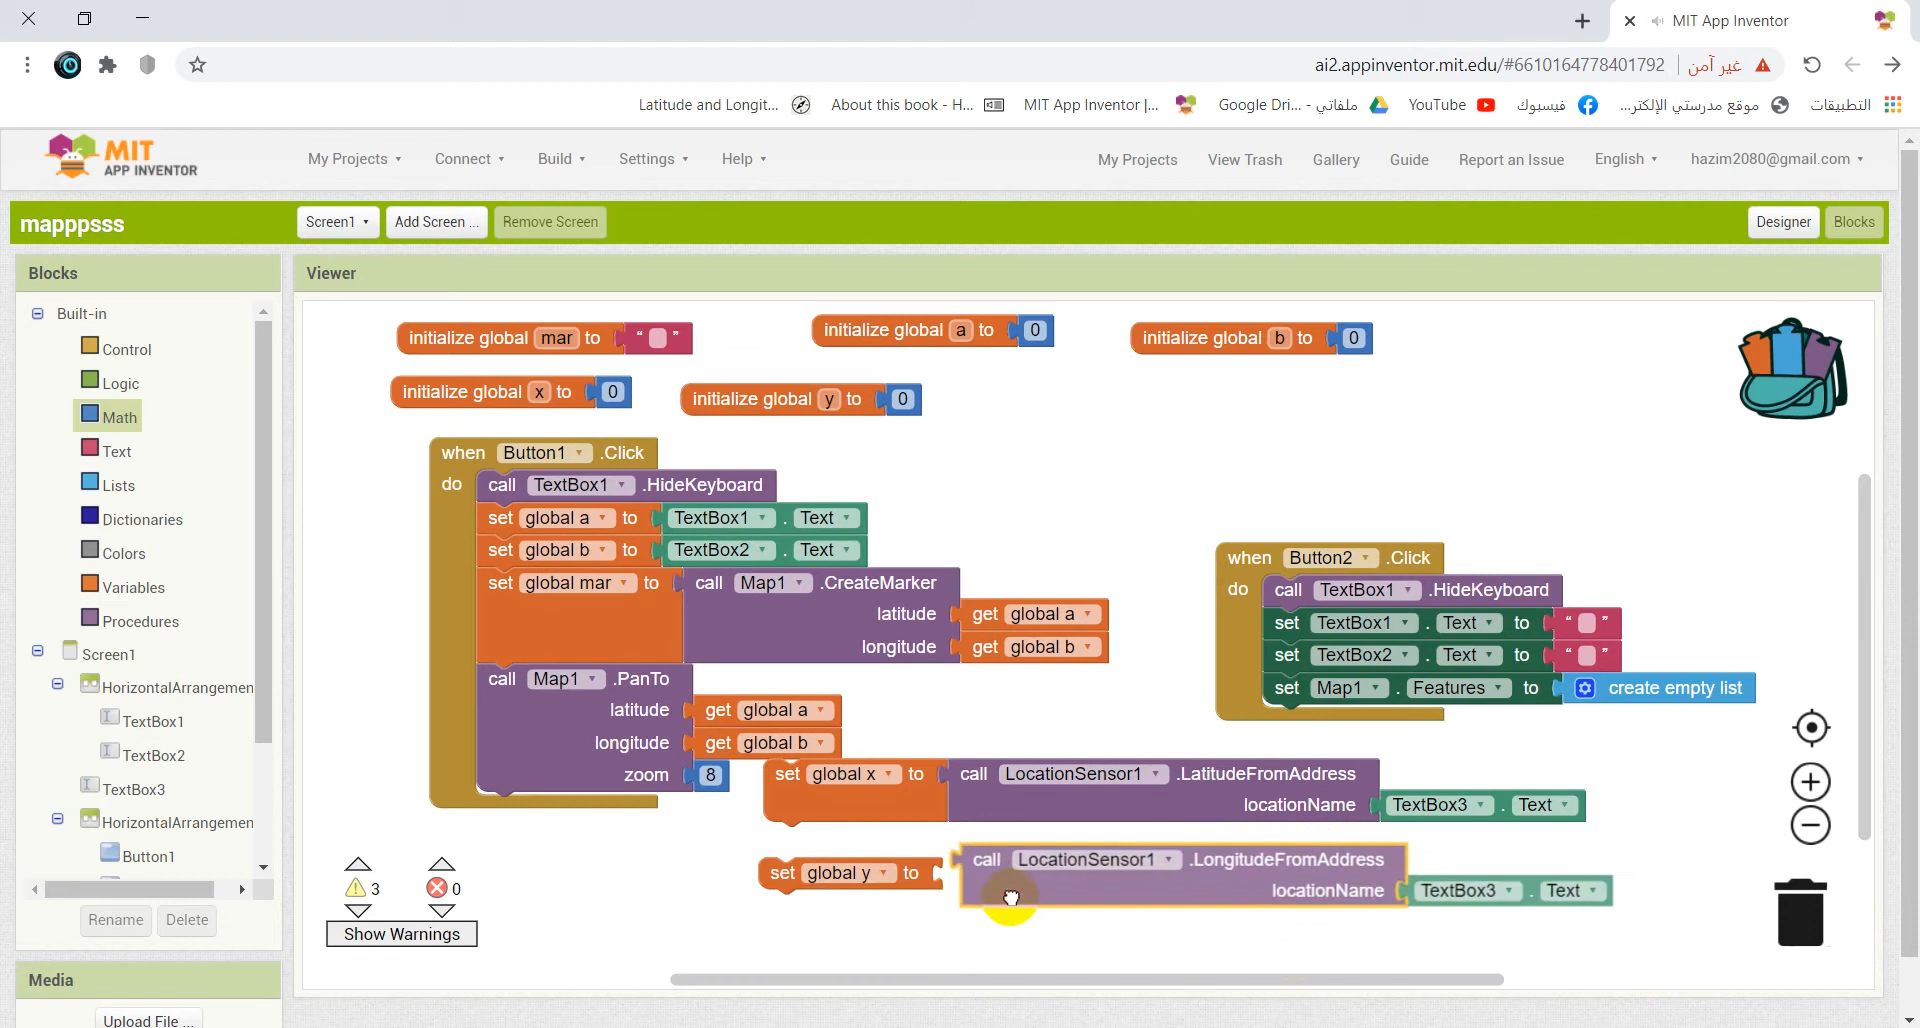 MIT App Inventor
ai2.appinventor.mit.edu/#6610164778401792
غير آمن
Latitude and Longit...
About this book - H...
MIT App Inventor |...
Google Dri... - ملفاتي
YouTube
فيسبوك
موقع مدرستي الإلكتر...
التطبيقات
MIT
APP INVENTOR
My Projects
Connect
Build
Settings
Help
My Projects
View Trash
Gallery
Guide
Report an Issue
English
hazim2080@gmail.com
mapppsss
Screen1
Add Screen ...
Remove Screen
Designer
Blocks
Blocks
Viewer
Built-in
Control
Logic
Math
Text
Lists
Dictionaries
Colors
Variables
Procedures
Screen1
HorizontalArrangemen
TextBox1
TextBox2
TextBox3
HorizontalArrangemen
Button1
Rename
Delete
Media
Upload File ...
initialize global mar to “ ”
initialize global a to 0
initialize global b to 0
initialize global x to 0
initialize global y to 0
when Button1 .Click
do call TextBox1 .HideKeyboard
set global a to TextBox1 . Text
set global b to TextBox2 . Text
set global mar to call Map1 .CreateMarker
latitude get global a
longitude get global b
call Map1 .PanTo
latitude get global a
longitude get global b
zoom 8
when Button2 .Click
do call TextBox1 .HideKeyboard
set TextBox1 . Text to “ ”
set TextBox2 . Text to “ ”
set Map1 . Features to create empty list
set global x to call LocationSensor1 .LatitudeFromAddress
locationName TextBox3 . Text
set global y to call LocationSensor1 .LongitudeFromAddress
locationName TextBox3 . Text
3
0
Show Warnings